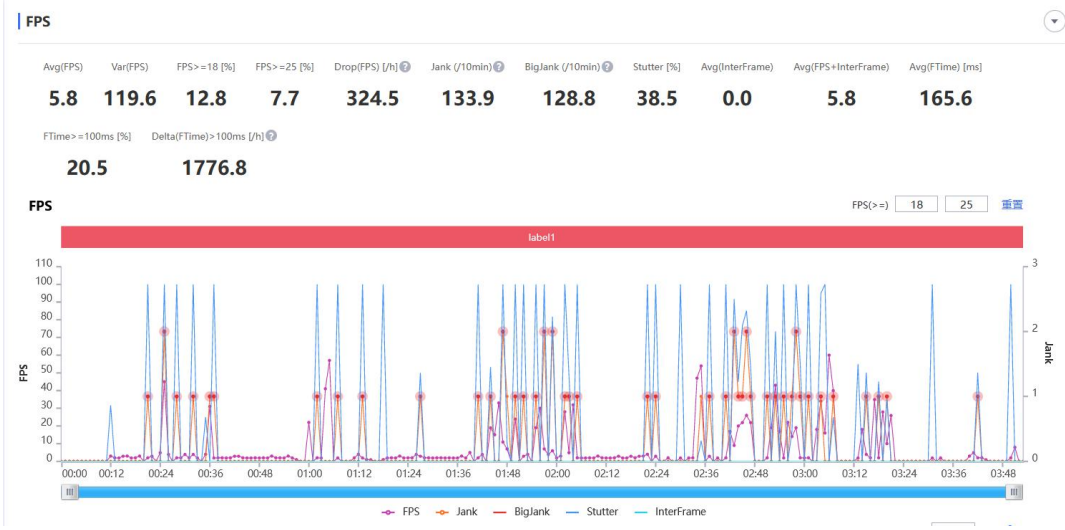 FPS
Avg(FPS) Var(FPS) FPS>=18 [%] FPS>=25 [%] Drop(FPS) [/h] Jank (/10min) BigJank (/10min) Stutter [%] Avg(InterFrame) Avg(FPS+InterFrame) Avg(FTime) [ms]
5.8 119.6 12.8 7.7 324.5 133.9 128.8 38.5 0.0 5.8 165.6
FTime>=100ms [%] Delta(FTime)>100ms [/h]
20.5 1776.8
FPS FPS(>=) 18 25 重置
label1
110 3
100
90
80
70 2
60
50
40
30 1
20
10
0 0
FPS
Jank
00:00 00:12 00:24 00:36 00:48 01:00 01:12 01:24 01:36 01:48 02:00 02:12 02:24 02:36 02:48 03:00 03:12 03:24 03:36 03:48
FPS Jank BigJank Stutter InterFrame